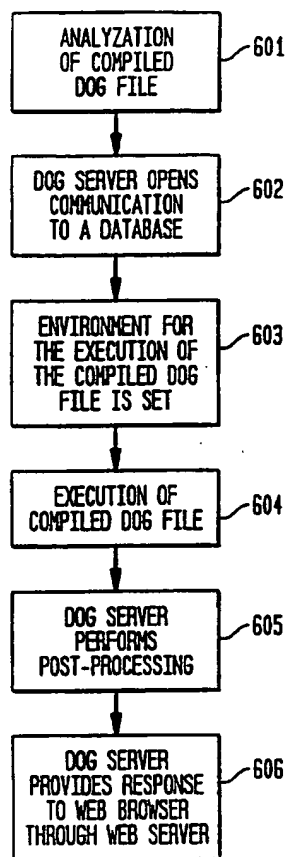 ANALYZATION
OF COMPILED
DOG FILE
601
DOG SERVER OPENS
COMMUNICATION
TO A DATABASE
602
ENVIRONMENT FOR
THE EXECUTION OF
THE COMPILED DOG
FILE IS SET
603
EXECUTION OF
COMPILED DOG FILE
604
DOG SERVER
PERFORMS
POST-PROCESSING
605
DOG SERVER
PROVIDES RESPONSE
TO WEB BROWSER
THROUGH WEB SERVER
606